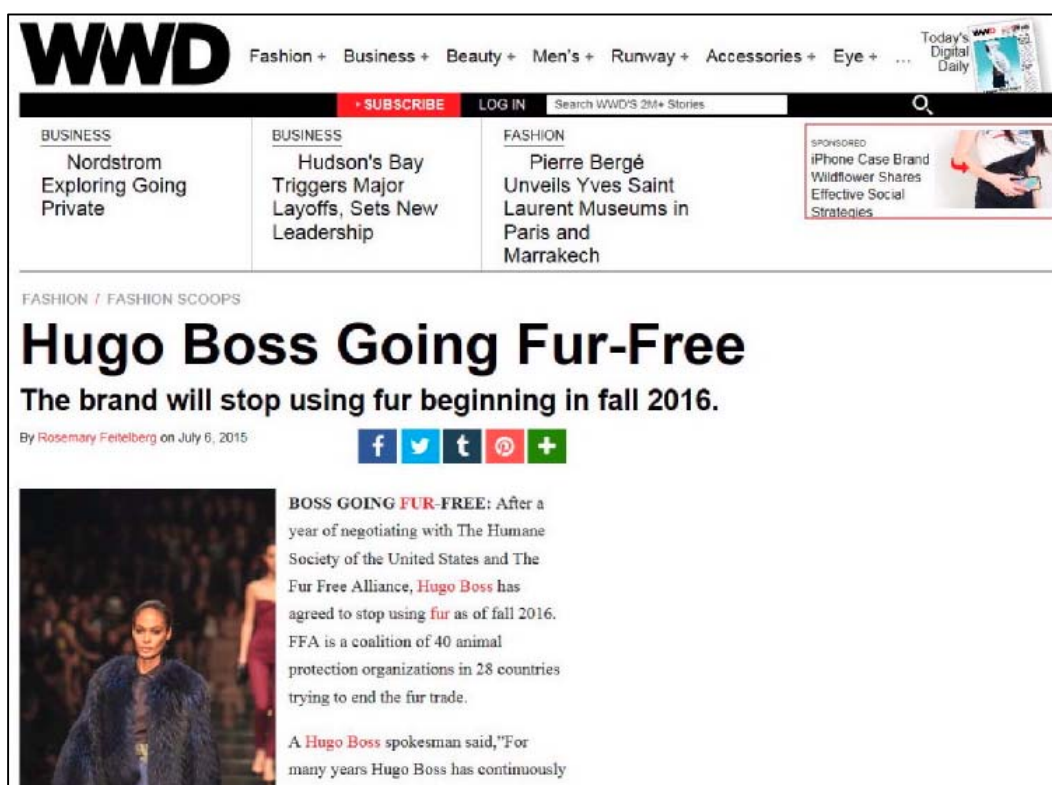 WWD
Fashion + Business + Beauty + Men's + Runway + Accessories + Eye + ...
Today's
Digital
Daily
SUBSCRIBE LOG IN Search WWD'S 2M+ Stories
BUSINESS
Nordstrom
Exploring Going
Private
BUSINESS
Hudson's Bay
Triggers Major
Layoffs, Sets New
Leadership
FASHION
Pierre Bergé
Unveils Yves Saint
Laurent Museums in
Paris and
Marrakech
SPONSORED
iPhone Case Brand
Wildflower Shares
Effective Social
Strategies
FASHION / FASHION SCOOPS
Hugo Boss Going Fur-Free
The brand will stop using fur beginning in fall 2016.
By Rosemary Feitelberg on July 6, 2015
BOSS GOING FUR-FREE: After a
year of negotiating with The Humane
Society of the United States and The
Fur Free Alliance, Hugo Boss has
agreed to stop using fur as of fall 2016.
FFA is a coalition of 40 animal
protection organizations in 28 countries
trying to end the fur trade.
A Hugo Boss spokesman said,"For
many years Hugo Boss has continuously